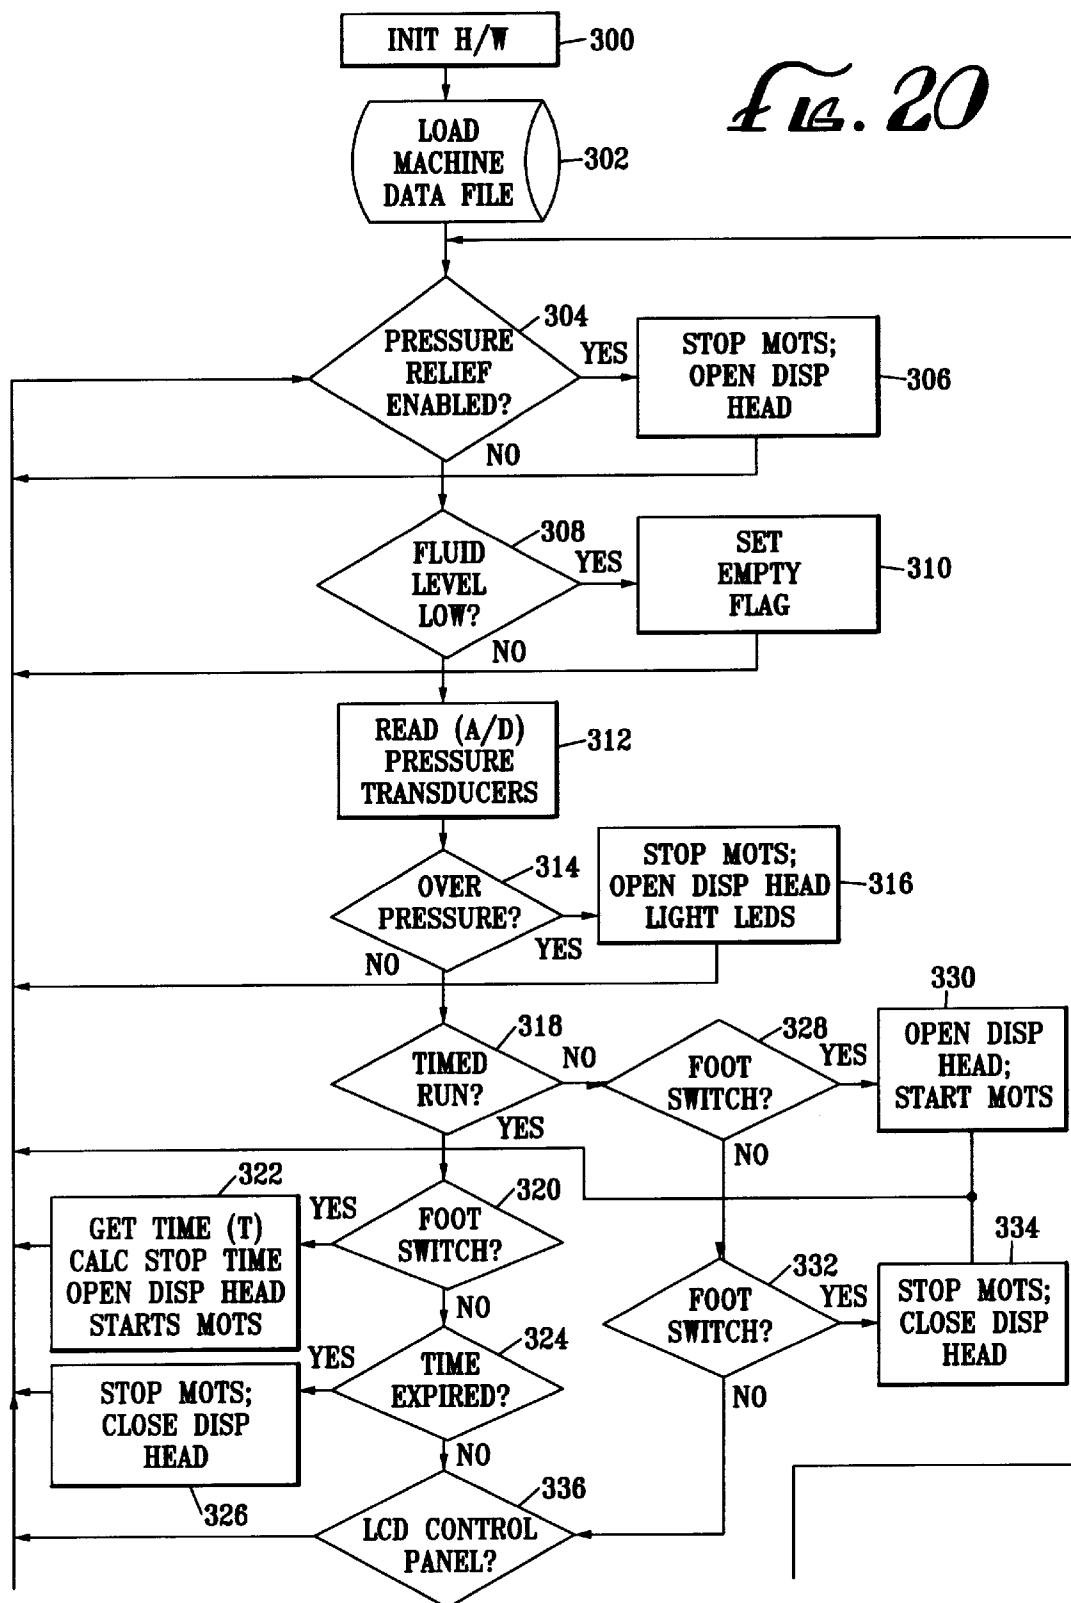 INIT H/W
300
FIG. 20
LOAD
MACHINE
DATA FILE
302
304
PRESSURE
RELIEF
ENABLED?
YES
NO
STOP MOTS;
OPEN DISP
HEAD
306
308
FLUID
LEVEL
LOW?
YES
NO
SET
EMPTY
FLAG
310
READ (A/D)
PRESSURE
TRANSDUCERS
312
314
OVER
PRESSURE?
YES
NO
STOP MOTS;
OPEN DISP HEAD
LIGHT LEDS
316
318
TIMED
RUN?
NO
YES
328
FOOT
SWITCH?
YES
NO
330
OPEN DISP
HEAD;
START MOTS
320
FOOT
SWITCH?
YES
NO
322
GET TIME (T)
CALC STOP TIME
OPEN DISP HEAD
STARTS MOTS
332
FOOT
SWITCH?
YES
NO
334
STOP MOTS;
CLOSE DISP
HEAD
324
TIME
EXPIRED?
YES
NO
STOP MOTS;
CLOSE DISP
HEAD
326
336
LCD CONTROL
PANEL?